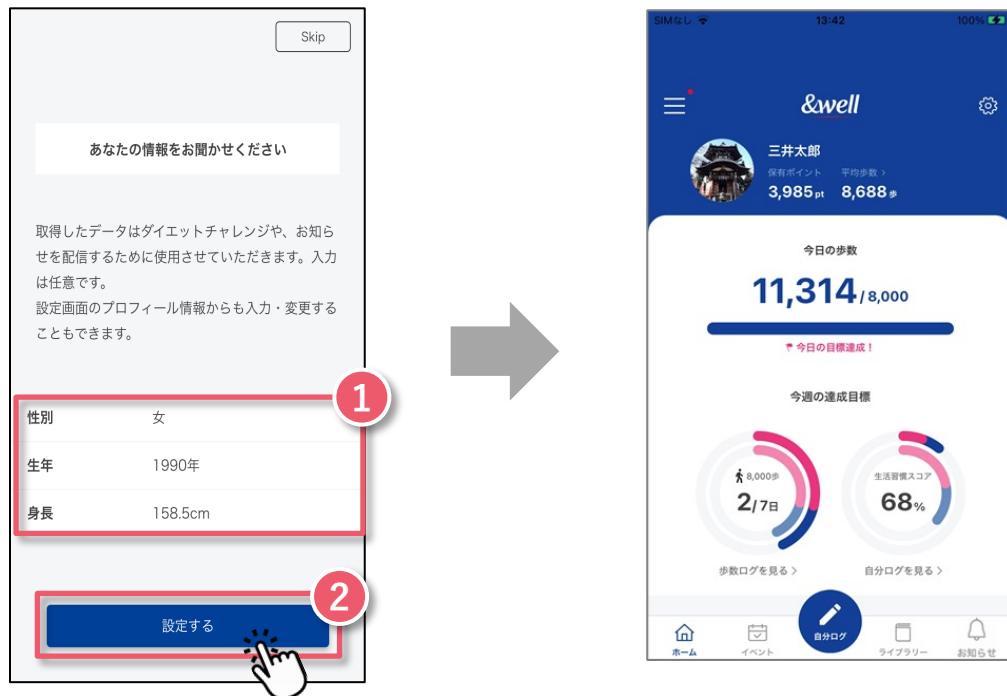 Skip
あなたの情報をお聞かせください
取得したデータはダイエットチャレンジや、お知ら
せを配信するために使用させていただきます。入力
は任意です。
設定画面のプロフィール情報からも入力・変更する
こともできます。
1
性別 女
生年 1990年
身長 158.5cm
2
設定する
SIMなし 13:42 100%
&well
三井太郎
保有ポイント 平均歩数 >
3,985 pt 8,688 歩
今日の歩数
11,314 / 8,000
今日の目標達成！
今週の達成目標
8,000歩
2/7日
生活習慣スコア
68%
歩数ログを見る > 自分ログを見る >
ホーム イベント 自分ログ ライブラリー お知らせ